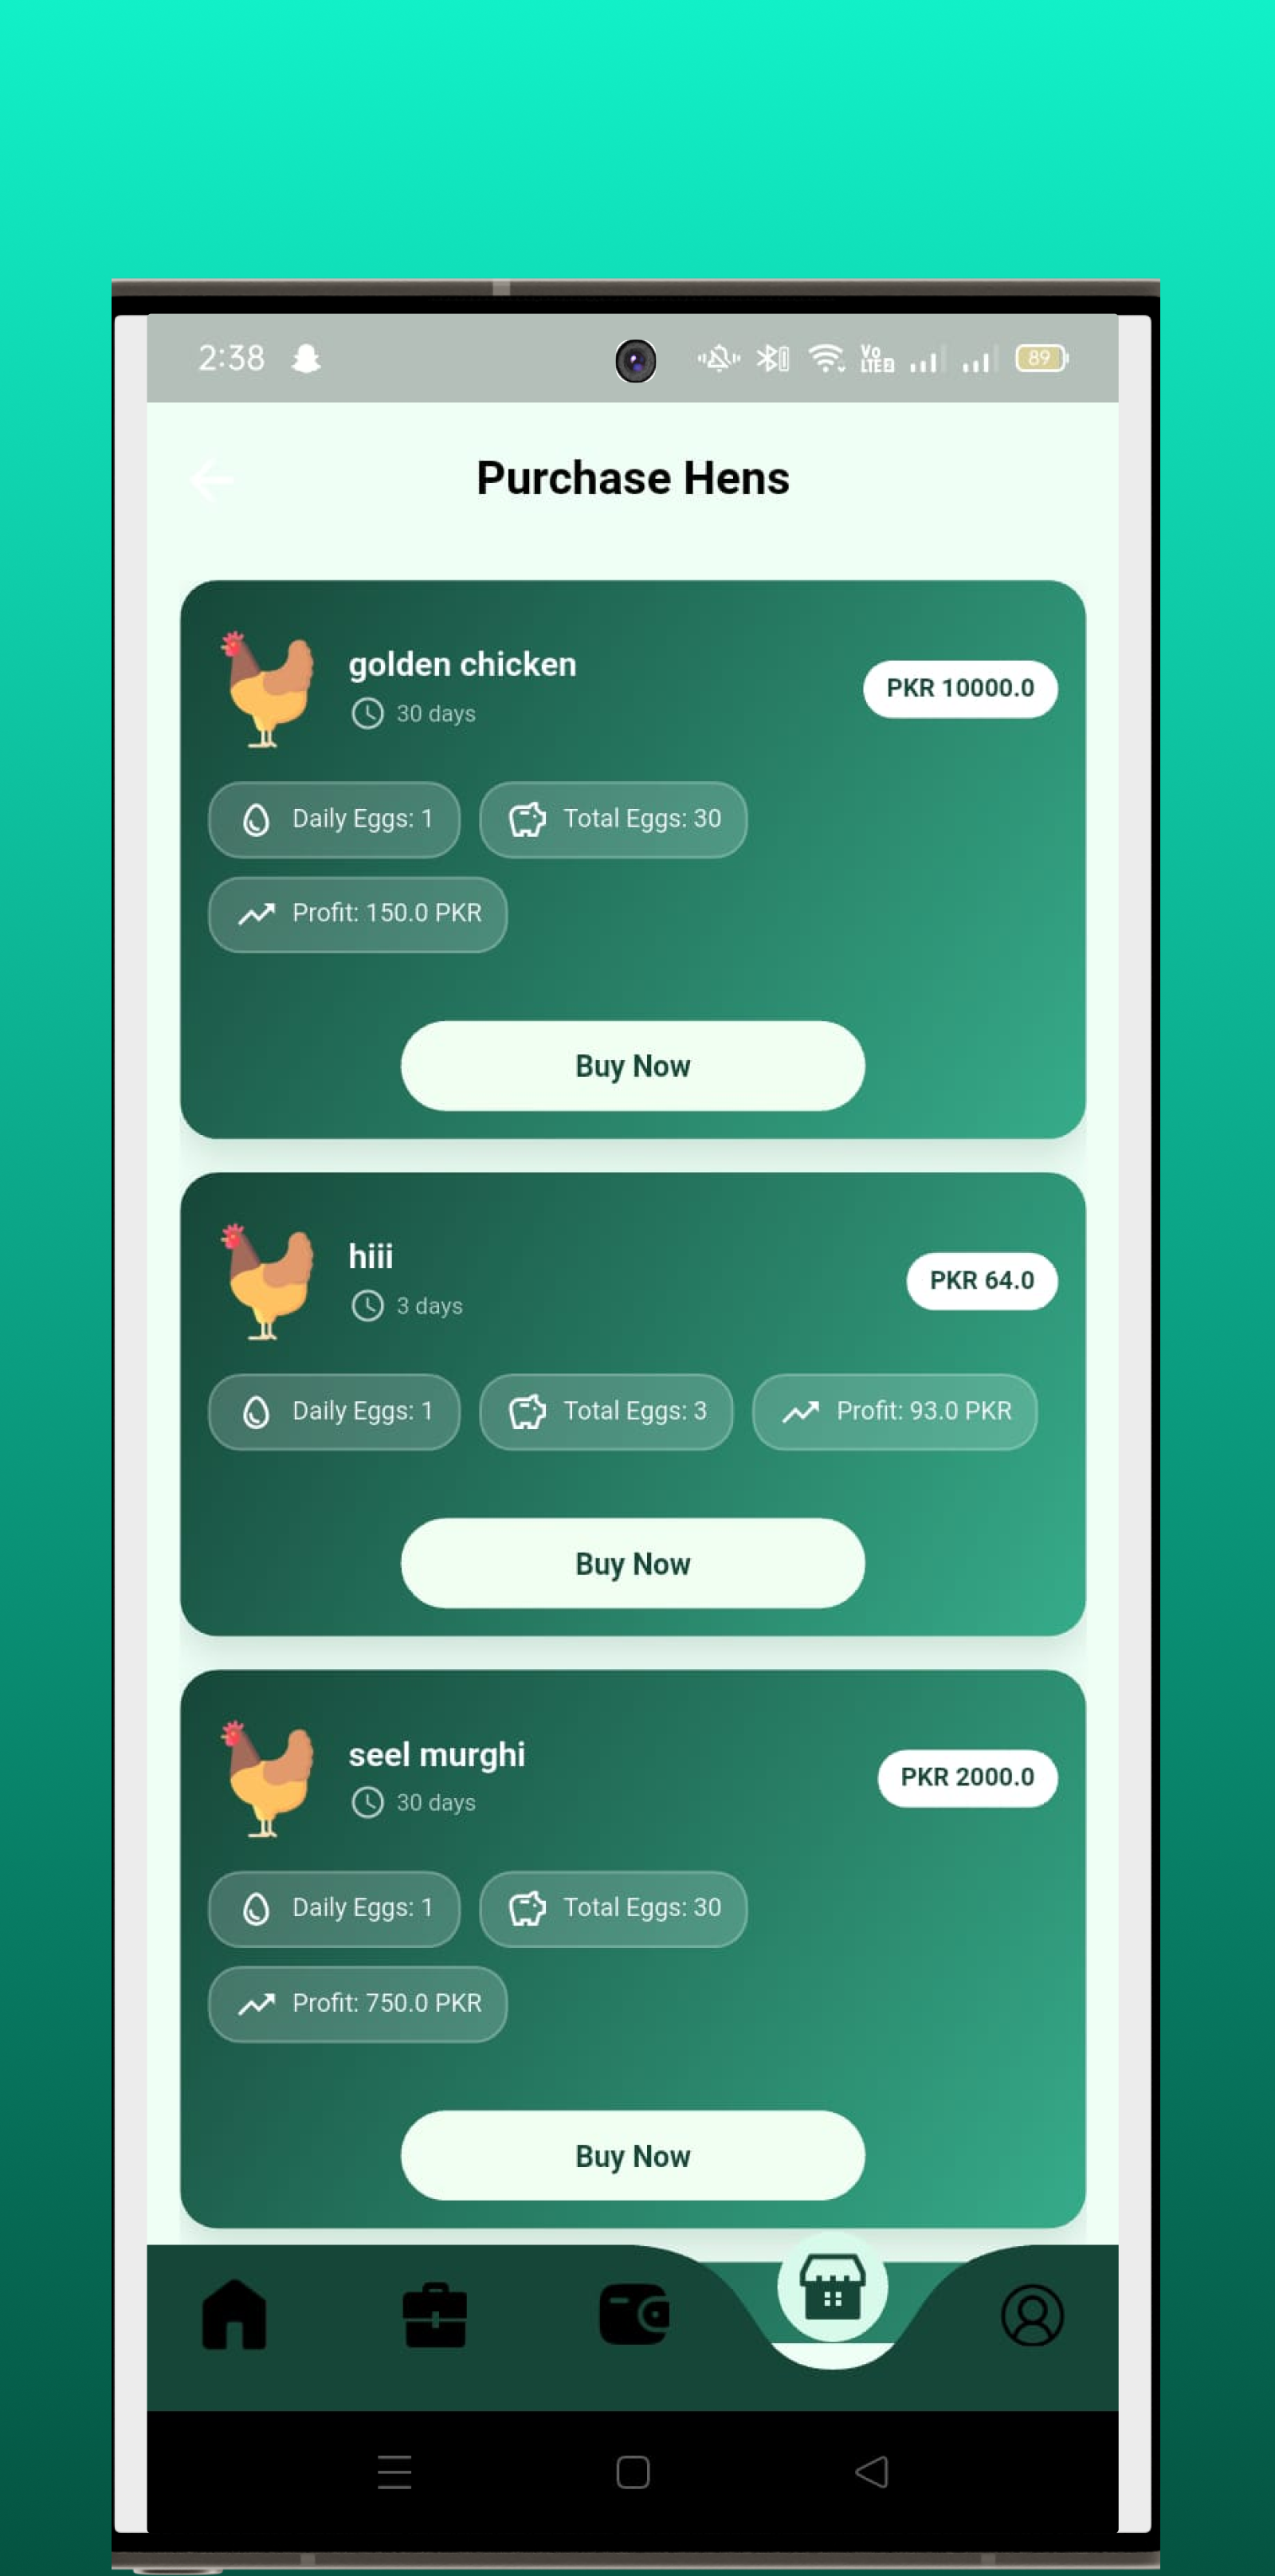 2:38
Vo
LTE2
89
Purchase Hens
golden chicken
30 days
PKR 10000.0
Daily Eggs: 1
Total Eggs: 30
Profit: 150.0 PKR
Buy Now
hiii
3 days
PKR 64.0
Daily Eggs: 1
Total Eggs: 3
Profit: 93.0 PKR
Buy Now
seel murghi
30 days
PKR 2000.0
Daily Eggs: 1
Total Eggs: 30
Profit: 750.0 PKR
Buy Now